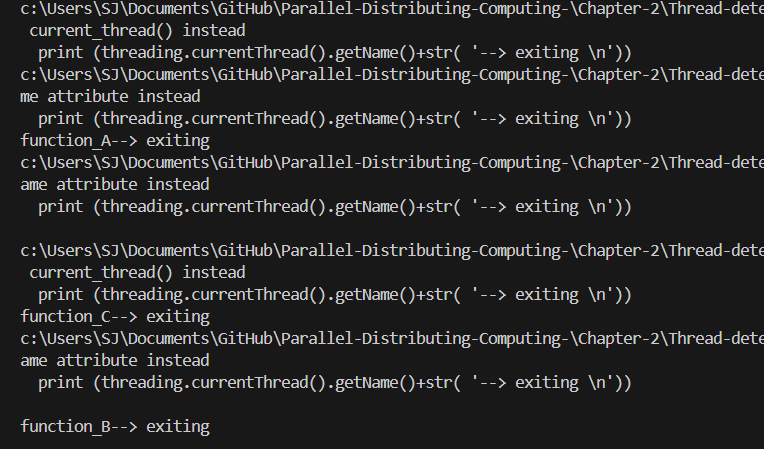 c:\Users\SJ\Documents\GitHub\Parallel-Distributing-Computing-\Chapter-2\Thread-dete
current_thread() instead
print (threading.currentThread().getName()+str( '--> exiting \n'))
c:\Users\SJ\Documents\GitHub\Parallel-Distributing-Computing-\Chapter-2\Thread-dete
me attribute instead
print (threading.currentThread().getName()+str( '--> exiting \n'))
function_A--> exiting
c:\Users\SJ\Documents\GitHub\Parallel-Distributing-Computing-\Chapter-2\Thread-dete
ame attribute instead
print (threading.currentThread().getName()+str( '--> exiting \n'))
c:\Users\SJ\Documents\GitHub\Parallel-Distributing-Computing-\Chapter-2\Thread-dete
current_thread() instead
print (threading.currentThread().getName()+str( '--> exiting \n'))
function_C--> exiting
c:\Users\SJ\Documents\GitHub\Parallel-Distributing-Computing-\Chapter-2\Thread-dete
ame attribute instead
print (threading.currentThread().getName()+str( '--> exiting \n'))
function_B--> exiting